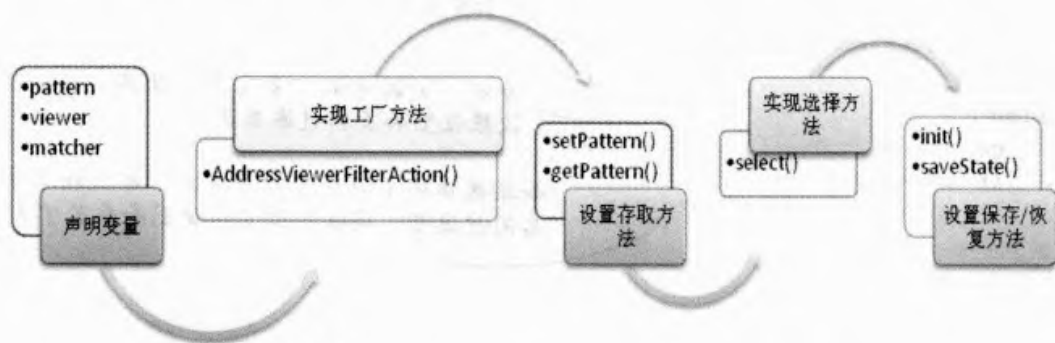 •pattern
•viewer
•matcher
声明变量
实现工厂方法
•AddressViewerFilterAction()
•setPattern()
•getPattern()
设置存取方
法
实现选择方
法
•select()
•init()
•saveState()
设置保存/恢
复方法